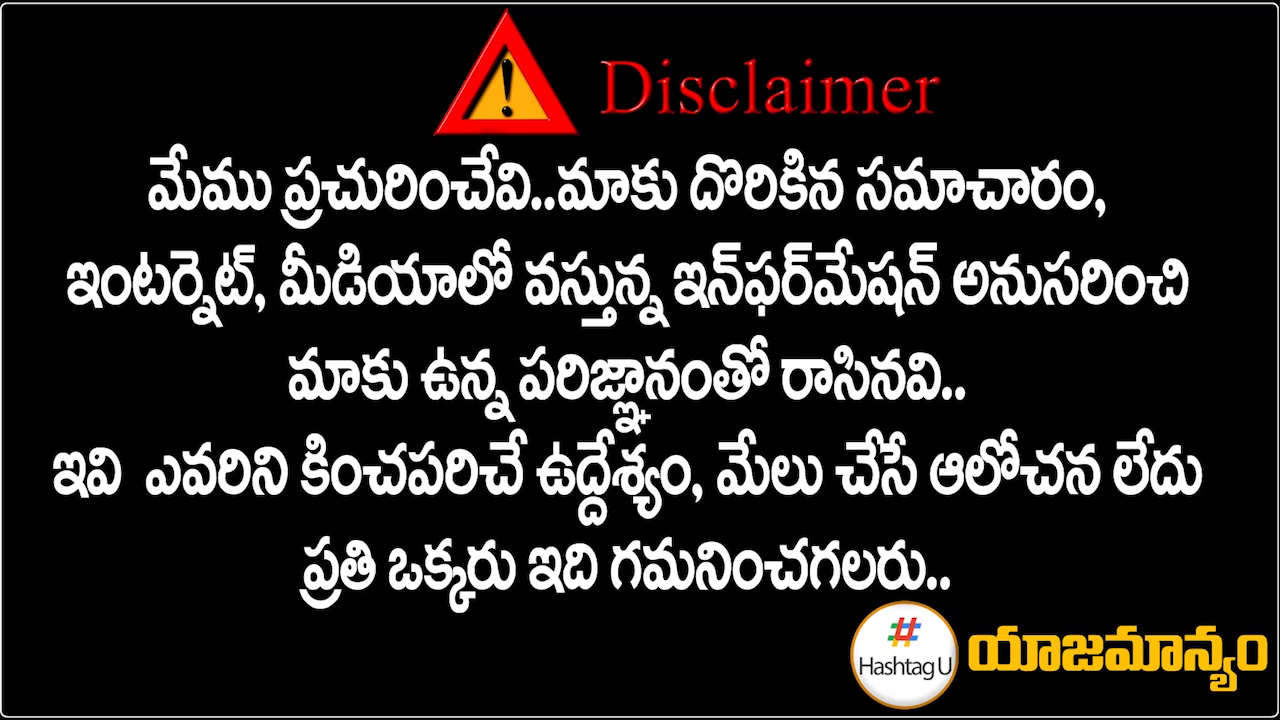 Disclaimer
మేము ప్రచురించేవి..మాకు దొరికిన సమాచారం,
ఇంటర్నెట్, మీడియాలో వస్తున్న ఇన్‌ఫర్‌మేషన్ అనుసరించి
మాకు ఉన్న పరిజ్ఞానంతో రాసినవి..
ఇవి ఎవరిని కించపరిచే ఉద్దేశ్యం, మేలు చేసే ఆలోచన లేదు
ప్రతి ఒక్కరు ఇది గమనించగలరు..
#
Hashtag U
యాజమాన్యం